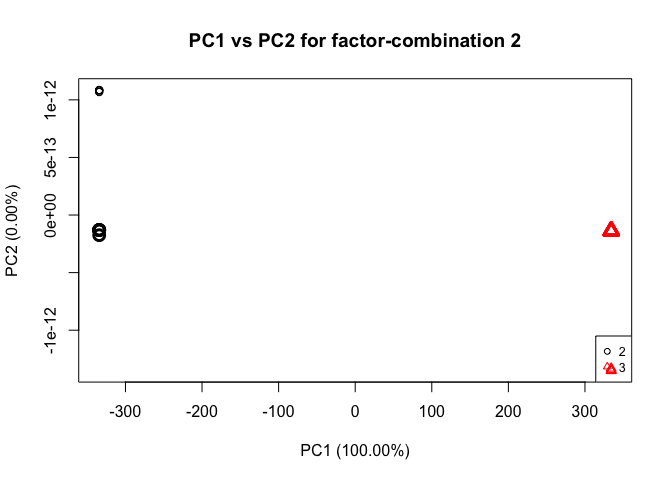 PC1 vs PC2 for factor-combination 2
1e-12
5e-13
0e+00
-1e-12
PC2 (0.00%)
2
3
-300 -200 -100 0 100 200 300
PC1 (100.00%)